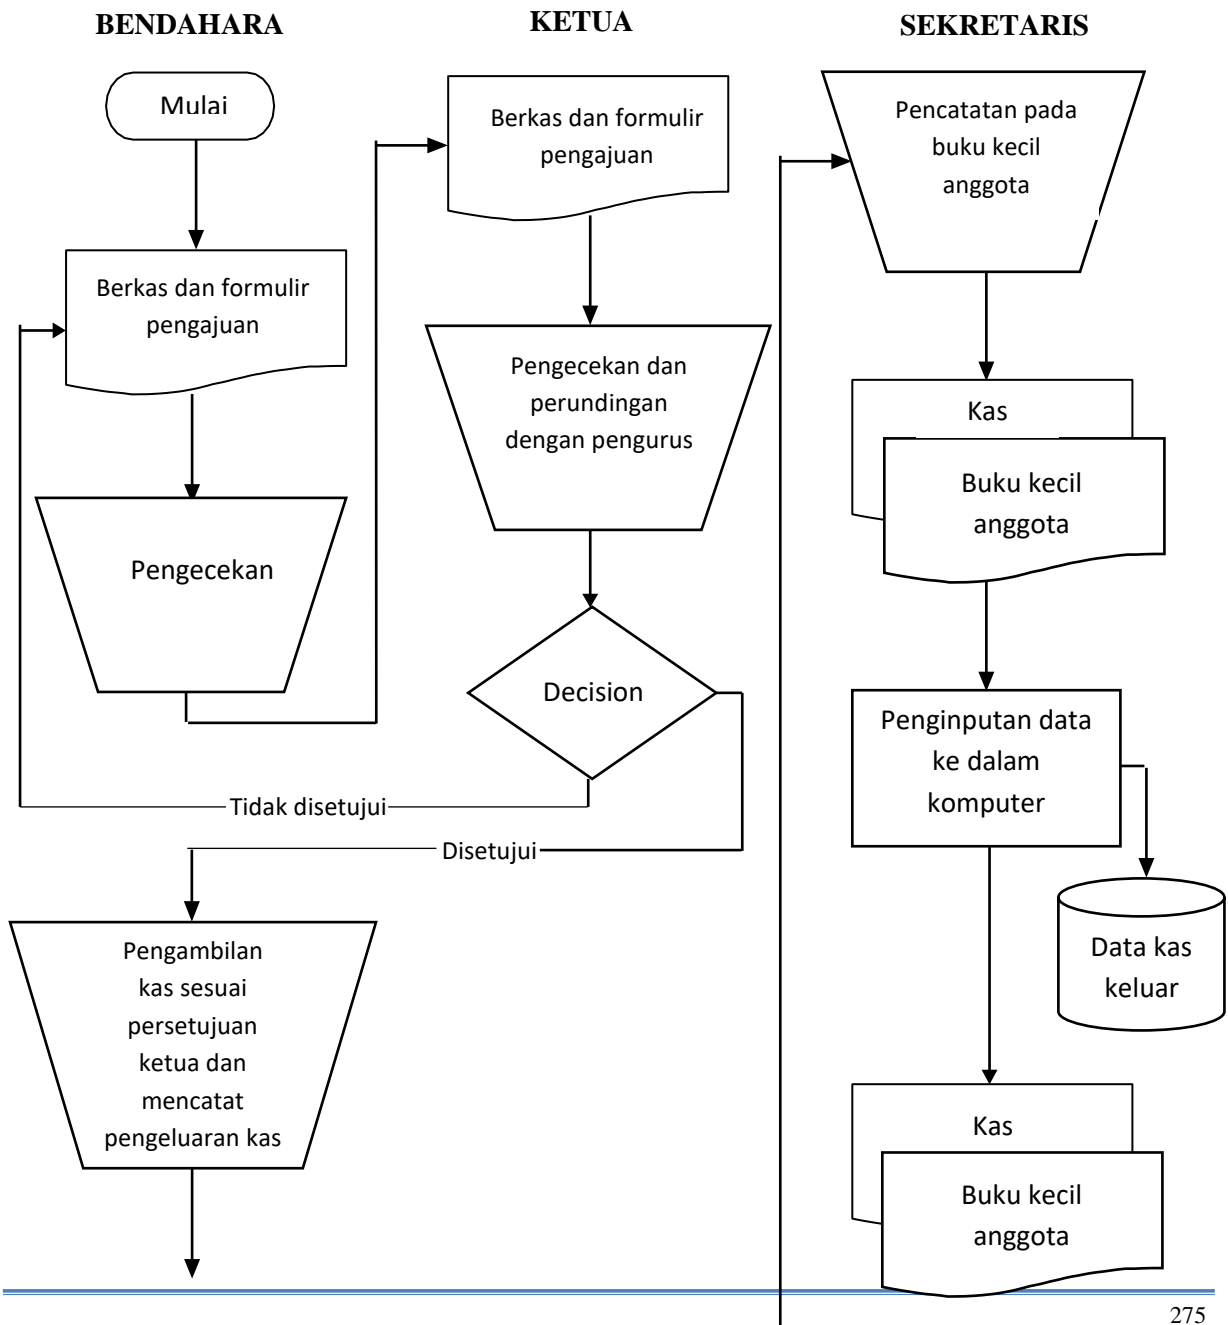 BENDAHARA
KETUA
SEKRETARIS
Mulai
Berkas dan formulir
pengajuan
Pengecekan
Berkas dan formulir
pengajuan
Pengecekan dan
perundingan
dengan pengurus
Decision
Tidak disetujui
Disetujui
Pengambilan
kas sesuai
persetujuan
ketua dan
mencatat
pengeluaran kas
Pencatatan pada
buku kecil
anggota
Kas
Buku kecil
anggota
Penginputan data
ke dalam
komputer
Data kas
keluar
Kas
Buku kecil
anggota
275